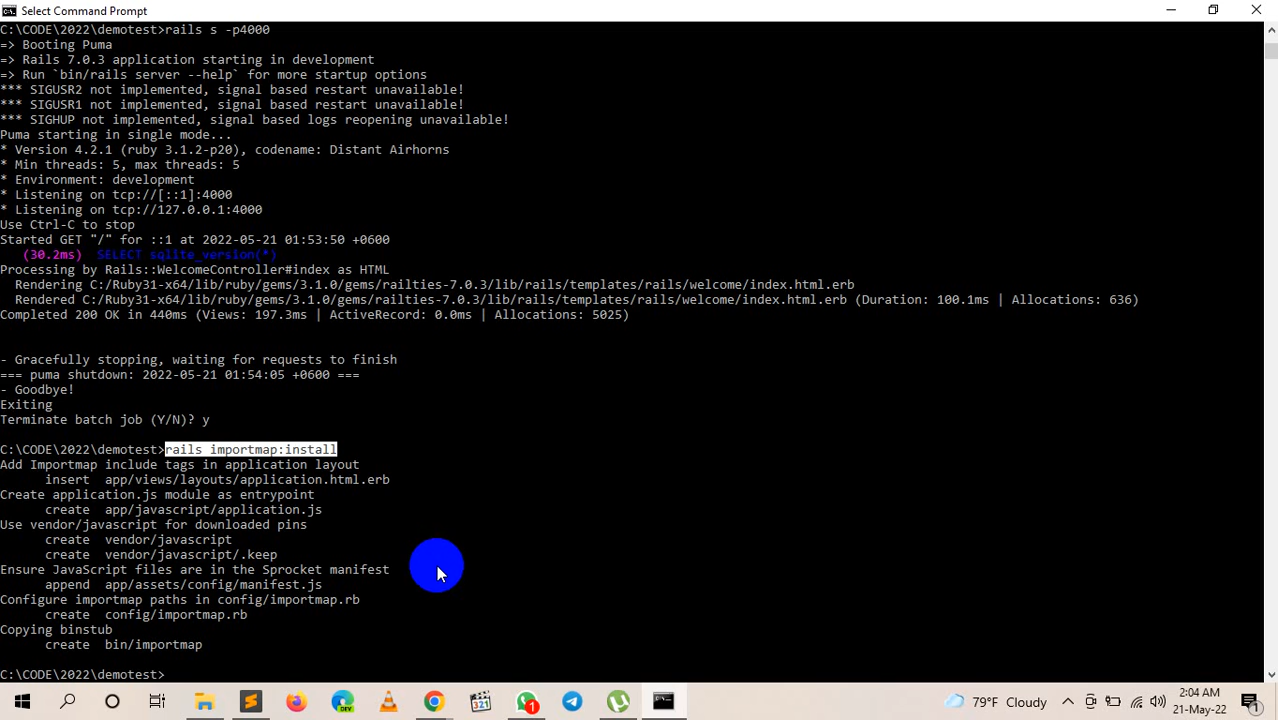 Select Command Prompt
C:\CODE\2022\demotest>rails s -p4000
=> Booting Puma
=> Rails 7.0.3 application starting in development
=> Run `bin/rails server --help` for more startup options
*** SIGUSR2 not implemented, signal based restart unavailable!
*** SIGUSR1 not implemented, signal based restart unavailable!
*** SIGHUP not implemented, signal based logs reopening unavailable!
Puma starting in single mode...
* Version 4.2.1 (ruby 3.1.2-p20), codename: Distant Airhorns
* Min threads: 5, max threads: 5
* Environment: development
* Listening on tcp://[::1]:4000
* Listening on tcp://127.0.0.1:4000
Use Ctrl-C to stop
Started GET "/" for ::1 at 2022-05-21 01:53:50 +0600
(30.2ms) SELECT sqlite_version(*)
Processing by Rails::WelcomeController#index as HTML
Rendering C:/Ruby31-x64/lib/ruby/gems/3.1.0/gems/railties-7.0.3/lib/rails/templates/rails/welcome/index.html.erb
Rendered C:/Ruby31-x64/lib/ruby/gems/3.1.0/gems/railties-7.0.3/lib/rails/templates/rails/welcome/index.html.erb (Duration: 100.1ms | Allocations: 636)
Completed 200 OK in 440ms (Views: 197.3ms | ActiveRecord: 0.0ms | Allocations: 5025)
- Gracefully stopping, waiting for requests to finish
=== puma shutdown: 2022-05-21 01:54:05 +0600 ===
- Goodbye!
Exiting
Terminate batch job (Y/N)? y
C:\CODE\2022\demotest>rails importmap:install
Add Importmap include tags in application layout
insert app/views/layouts/application.html.erb
Create application.js module as entrypoint
create app/javascript/application.js
Use vendor/javascript for downloaded pins
create vendor/javascript
create vendor/javascript/.keep
Ensure JavaScript files are in the Sprocket manifest
append app/assets/config/manifest.js
Configure importmap paths in config/importmap.rb
create config/importmap.rb
Copying binstub
create bin/importmap
C:\CODE\2022\demotest>
DEV
321
1
79°F Cloudy
2:04 AM
21-May-22
1